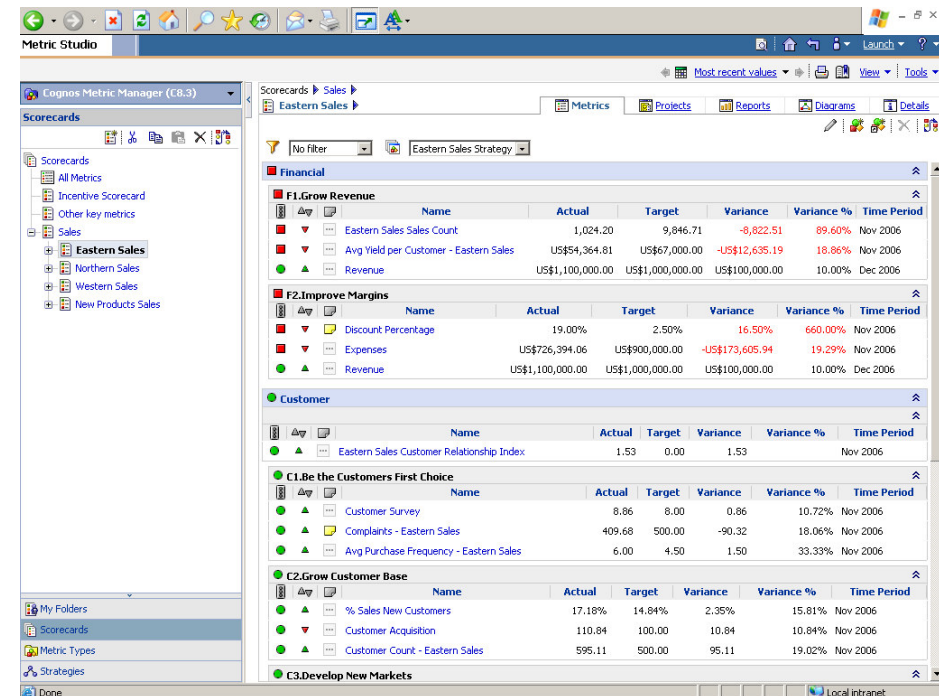 Metric Studio
Launch ?
Most recent values View Tools
Cognos Metric Manager (C8.3)
Scorecards
Scorecards
All Metrics
Incentive Scorecard
Other key metrics
Sales
Eastern Sales
Northern Sales
Western Sales
New Products Sales
My Folders
Scorecards
Metric Types
Strategies
Scorecards Sales
Eastern Sales
Metrics Projects Reports Diagrams Details
No filter Eastern Sales Strategy
Financial
F1.Grow Revenue
Name Actual Target Variance Variance % Time Period
Eastern Sales Sales Count 1,024.20 9,846.71 -8,822.51 89.60% Nov 2006
Avg Yield per Customer - Eastern Sales US$54,364.81 US$67,000.00 -US$12,635.19 18.86% Nov 2006
Revenue US$1,100,000.00 US$1,000,000.00 US$100,000.00 10.00% Dec 2006
F2.Improve Margins
Name Actual Target Variance Variance % Time Period
Discount Percentage 19.00% 2.50% 16.50% 660.00% Nov 2006
Expenses US$726,394.06 US$900,000.00 -US$173,605.94 19.29% Nov 2006
Revenue US$1,100,000.00 US$1,000,000.00 US$100,000.00 10.00% Dec 2006
Customer
Name Actual Target Variance Variance % Time Period
Eastern Sales Customer Relationship Index 1.53 0.00 1.53 Nov 2006
C1.Be the Customers First Choice
Name Actual Target Variance Variance % Time Period
Customer Survey 8.86 8.00 0.86 10.72% Nov 2006
Complaints - Eastern Sales 409.68 500.00 -90.32 18.06% Nov 2006
Avg Purchase Frequency - Eastern Sales 6.00 4.50 1.50 33.33% Nov 2006
C2.Grow Customer Base
Name Actual Target Variance Variance % Time Period
% Sales New Customers 17.18% 14.84% 2.35% 15.81% Nov 2006
Customer Acquisition 110.84 100.00 10.84 10.84% Nov 2006
Customer Count - Eastern Sales 595.11 500.00 95.11 19.02% Nov 2006
C3.Develop New Markets
Done Local intranet